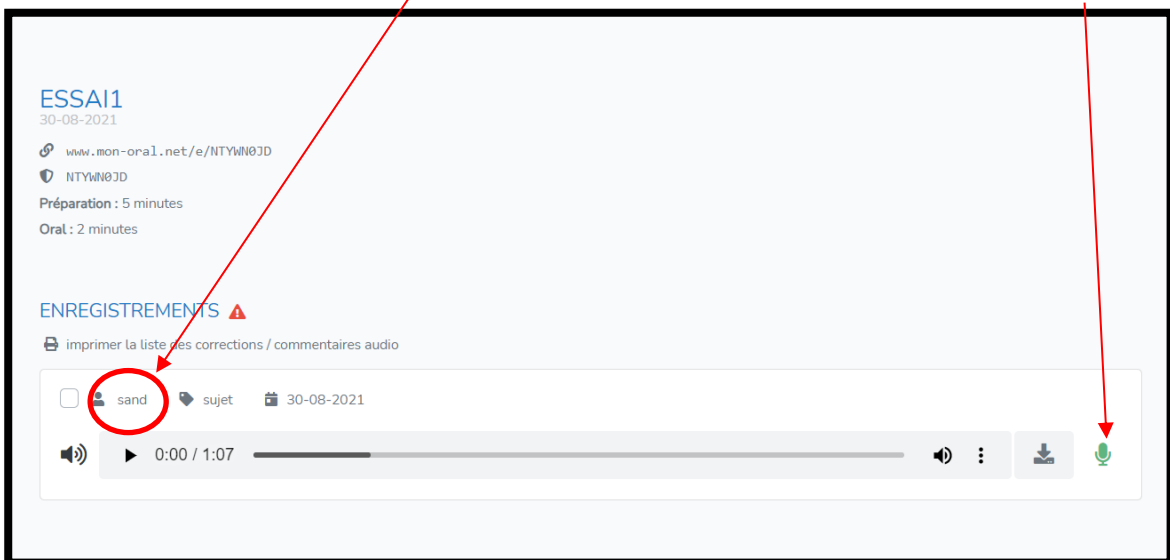 ESSAI1
30-08-2021
www.mon-oral.net/e/NTYWN0JD
NTYWN0JD
Préparation : 5 minutes
Oral : 2 minutes
ENREGISTREMENTS
imprimer la liste des corrections / commentaires audio
sand sujet 30-08-2021
0:00 / 1:07